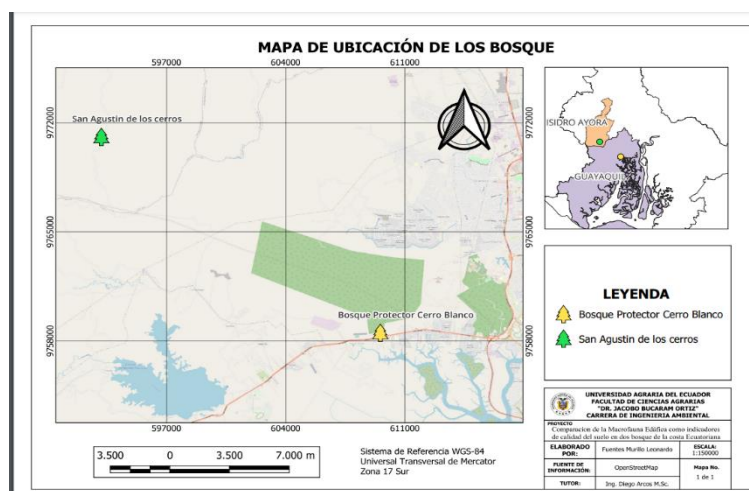 MAPA DE UBICACIÓN DE LOS BOSQUE
597000 604000 611000
San Agustin de los cerros
9772000 9772000
9765000 9765000
Bosque Protector Cerro Blanco
9758000 9758000
597000 604000 611000
3.500 0 3.500 7.000 m
Sistema de Referencia WGS-84
Universal Transversal de Mercator
Zona 17 Sur
ISIDRO AYORA
GUAYAQUIL
LEYENDA
Bosque Protector Cerro Blanco
San Agustin de los cerros
UNIVERSIDAD AGRARIA DEL ECUADOR
FACULTAD DE CIENCIAS AGRARIAS
"DR. JACOBO BUCARAM ORTIZ"
CARRERA DE INGENIERIA AMBIENTAL
PROYECTO
Comparacion de la Macrofauna Edáfica como indicadores
de calidad del suelo en dos bosque de la costa Ecuatoriana
ELABORADO POR: Fuentes Murillo Leonardo ESCALA: 1:150000
FUENTE DE INFORMACIÓN: OpenStreetMap Mapa No. 1 de 1
TUTOR: Ing. Diego Arcos M.Sc.